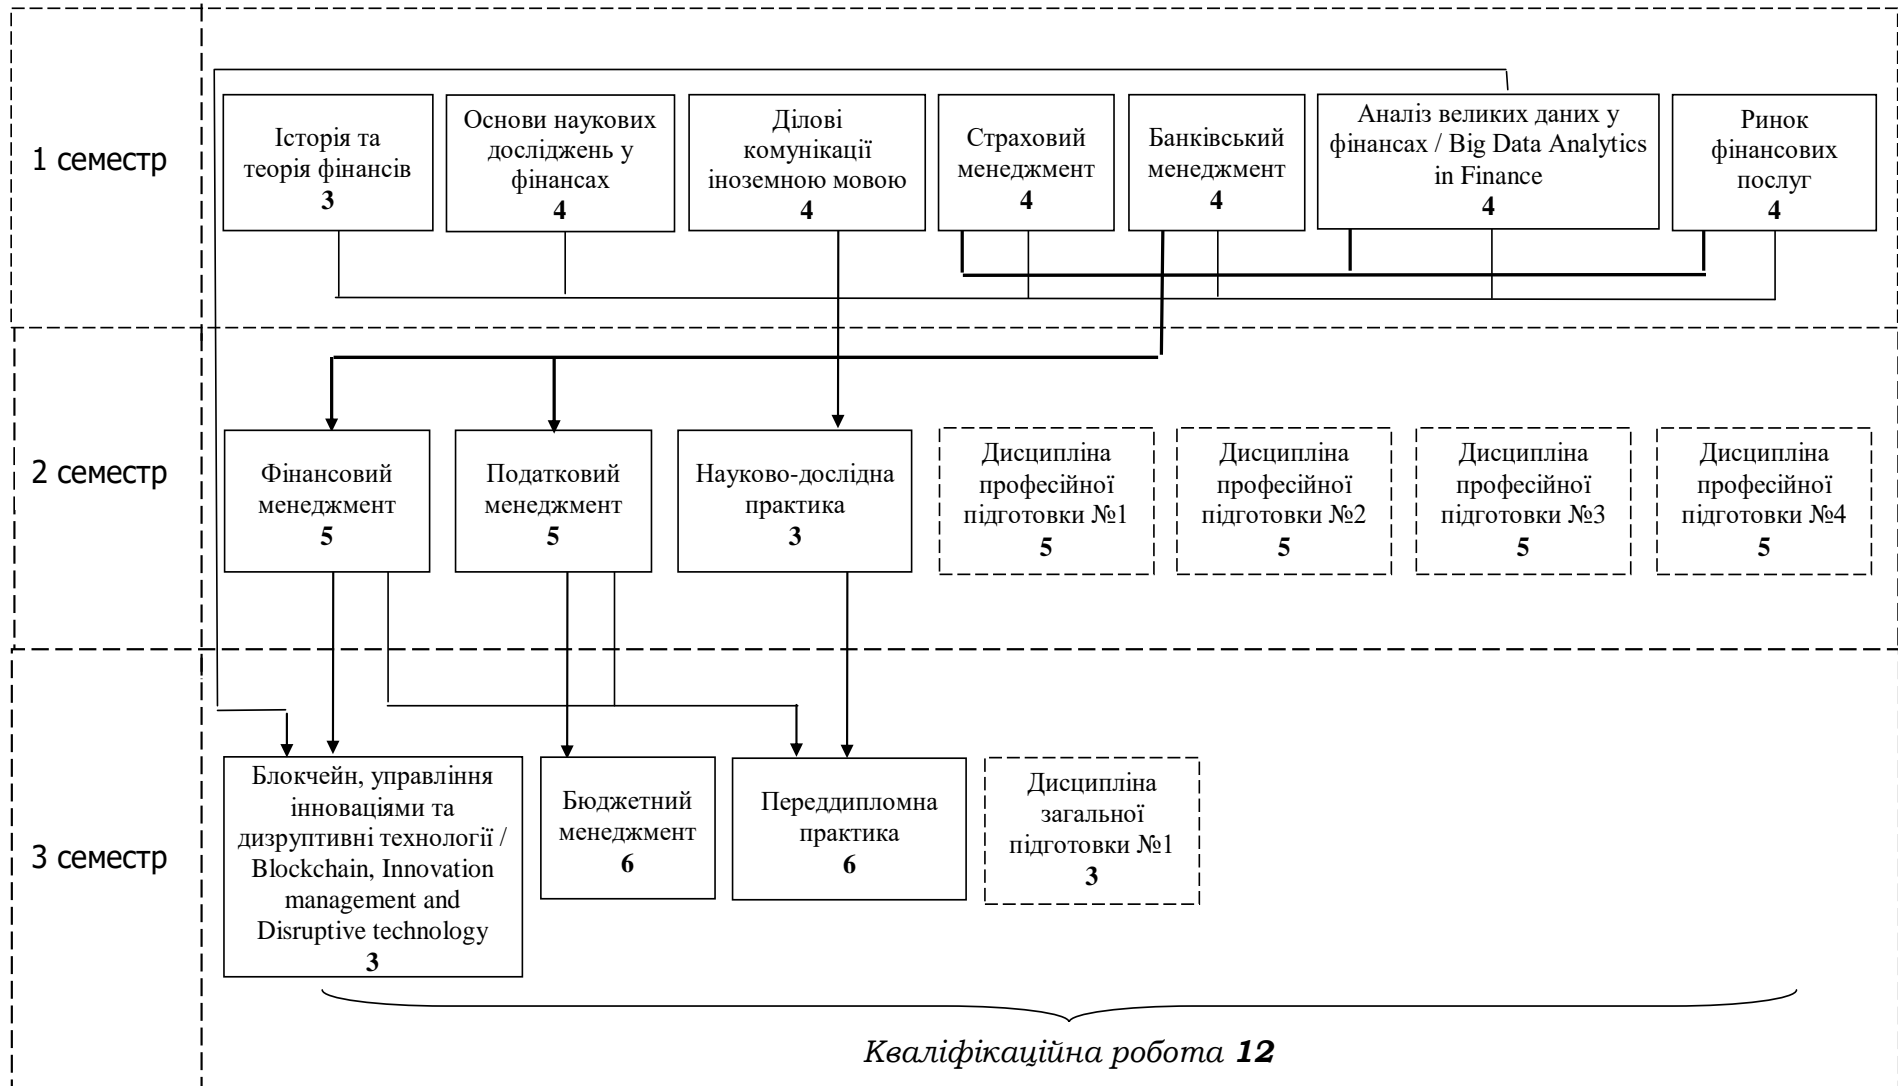 1 семестр
Історія та
теорія фінансів
3
Основи наукових
досліджень у
фінансах
4
Ділові
комунікації
іноземною мовою
4
Страховий
менеджмент
4
Банківський
менеджмент
4
Аналіз великих даних у
фінансах / Big Data Analytics
in Finance
4
Ринок
фінансових
послуг
4
2 семестр
Фінансовий
менеджмент
5
Податковий
менеджмент
5
Науково-дослідна
практика
3
Дисципліна
професійної
підготовки №1
5
Дисципліна
професійної
підготовки №2
5
Дисципліна
професійної
підготовки №3
5
Дисципліна
професійної
підготовки №4
5
3 семестр
Блокчейн, управління
інноваціями та
дизруптивні технології /
Blockchain, Innovation
management and
Disruptive technology
3
Бюджетний
менеджмент
6
Переддипломна
практика
6
Дисципліна
загальної
підготовки №1
3
Кваліфікаційна робота 12